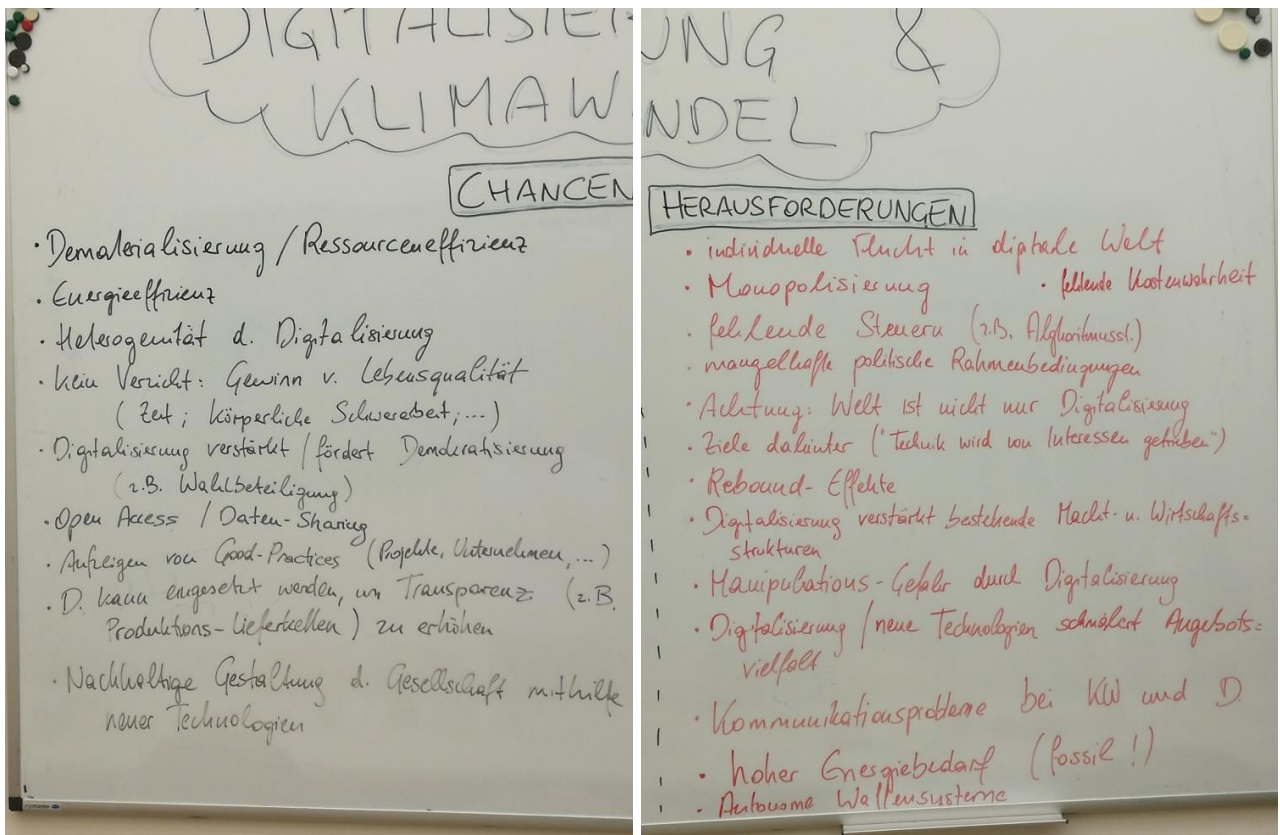 DIGITALISIERUNG &
KLIMAWANDEL
CHANCEN
· Dematerialisierung / Ressourceneffizienz
· Energieeffizienz
· Heterogenität d. Digitalisierung
· Kein Verzicht: Gewinn v. Lebensqualität
( Zeit ; körperliche Schwerarbeit ; ... )
· Digitalisierung verstärkt / fördert Demokratisierung
(z.B. Wahlbeteiligung)
· Open Access / Daten-Sharing
· Aufzeigen von Good-Practices (Projekte, Unternehmen, ...)
· D. kann eingesetzt werden, um Transparenz (z.B.
Produktions-Lieferketten) zu erhöhen
· Nachhaltige Gestaltung d. Gesellschaft mithilfe
neuer Technologien
HERAUSFORDERUNGEN
· individuelle Flucht in digitale Welt
· Monopolisierung · fehlende Kostenwahrheit
· fehlende Steuern (z.B. Alghoritmusst.)
· mangelhafte politische Rahmenbedingungen
· Achtung: Welt ist nicht nur Digitalisierung
· Ziele dahinter ("Technik wird von Interessen getrieben")
· Rebound-Effekte
· Digitalisierung verstärkt bestehende Macht- u. Wirtschafts=
strukturen
· Manipulations-Gefahr durch Digitalisierung
· Digitalisierung / neue Technologien schmälert Angebots=
vielfalt
· Kommunikationsprobleme bei KW und D.
· hoher Energiebedarf (fossil!)
· Autonome Waffensysteme